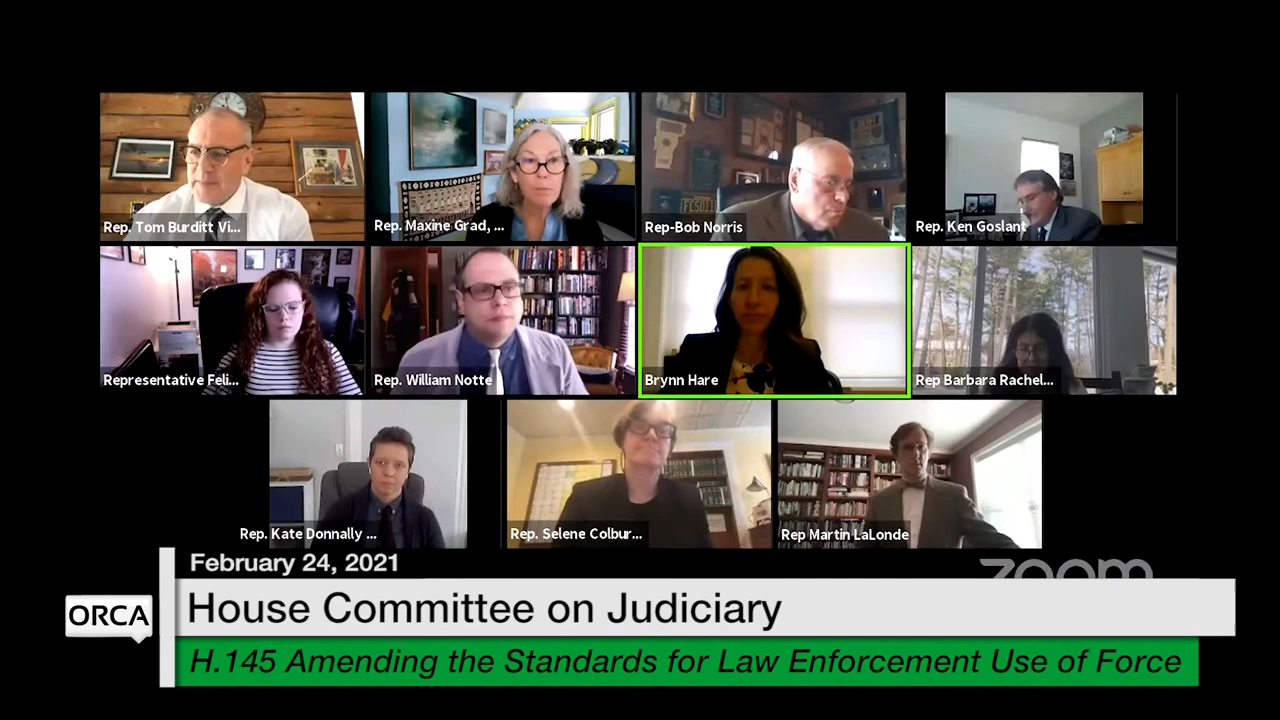 Rep. Tom Burditt Vi...
Rep. Maxine Grad, ...
Rep-Bob Norris
Rep. Ken Goslant
Representative Feli...
Rep. William Notte
Brynn Hare
Rep Barbara Rachel...
Rep. Kate Donnally ...
Rep. Selene Colbur...
Rep Martin LaLonde
February 24, 2021
zoom
ORCA
House Committee on Judiciary
H.145 Amending the Standards for Law Enforcement Use of Force